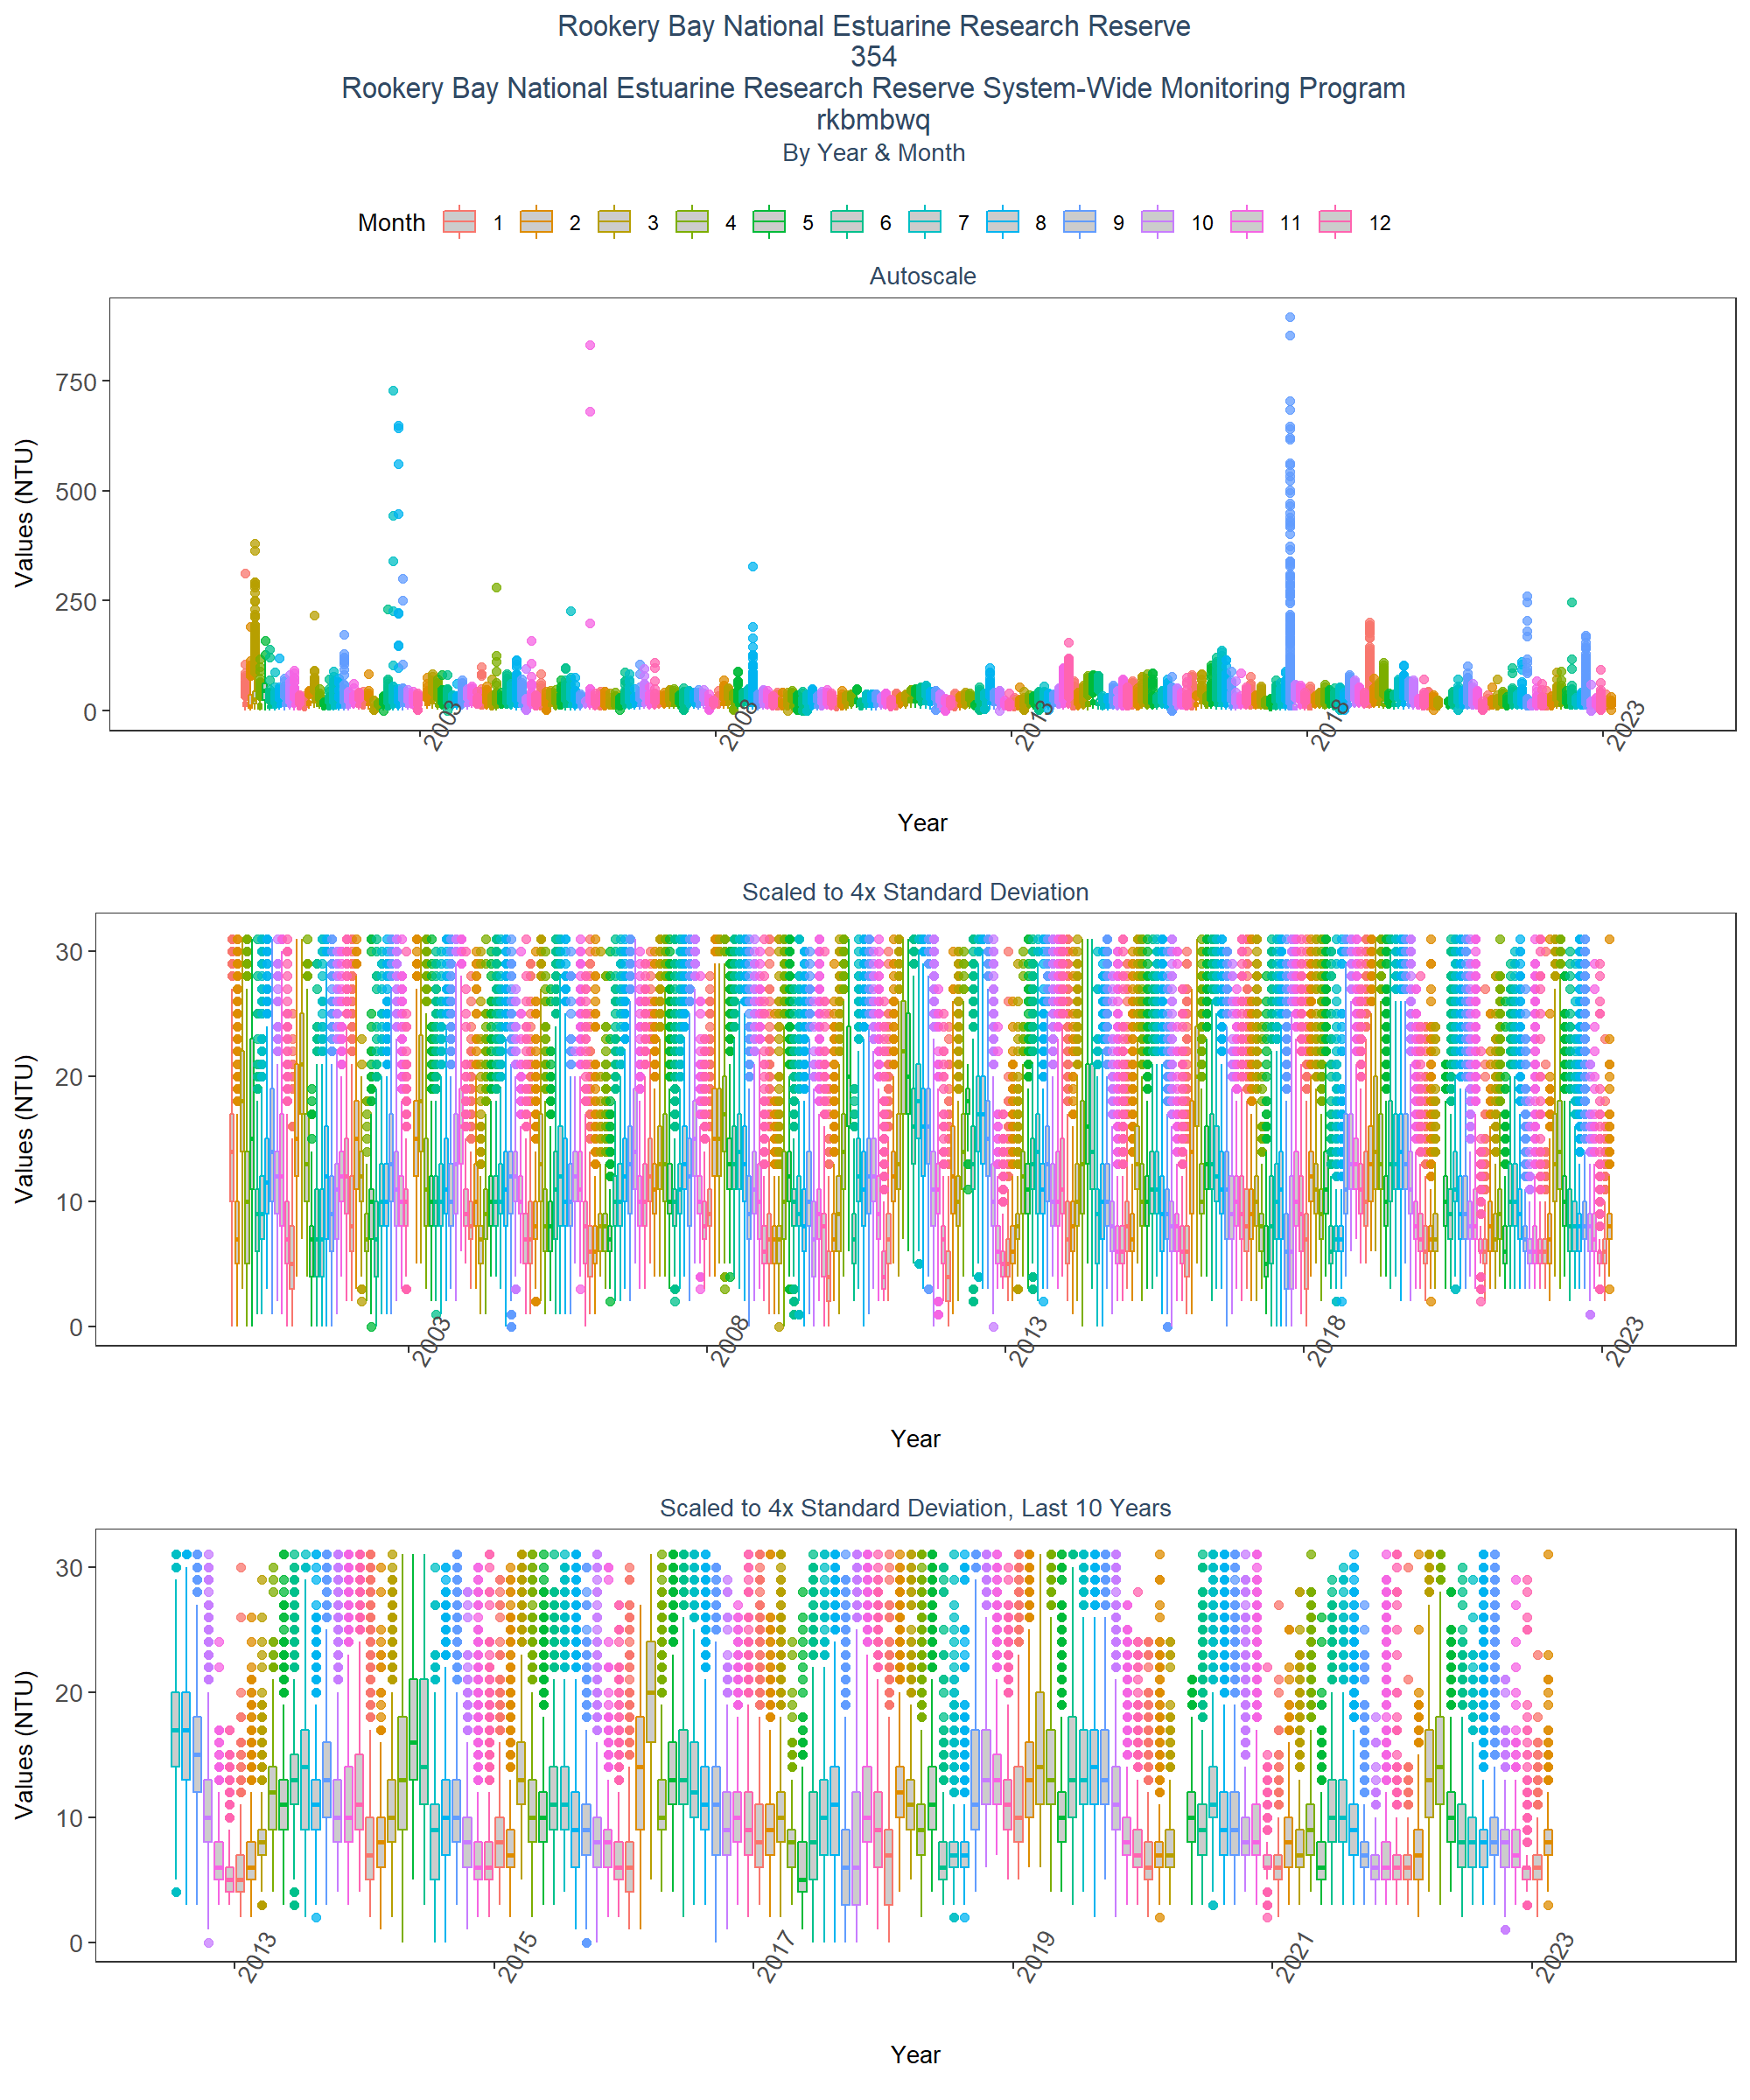 Rookery Bay National Estuarine Research Reserve
354
Rookery Bay National Estuarine Research Reserve System-Wide Monitoring Program
rkbmbwq
By Year & Month
Month 1 2 3 4 5 6 7 8 9 10 11 12
Autoscale
Values (NTU)
750
500
250
0
2003 2008 2013 2018 2023
Year
Scaled to 4x Standard Deviation
Values (NTU)
30
20
10
0
2003 2008 2013 2018 2023
Year
Scaled to 4x Standard Deviation, Last 10 Years
Values (NTU)
30
20
10
0
2013 2015 2017 2019 2021 2023
Year